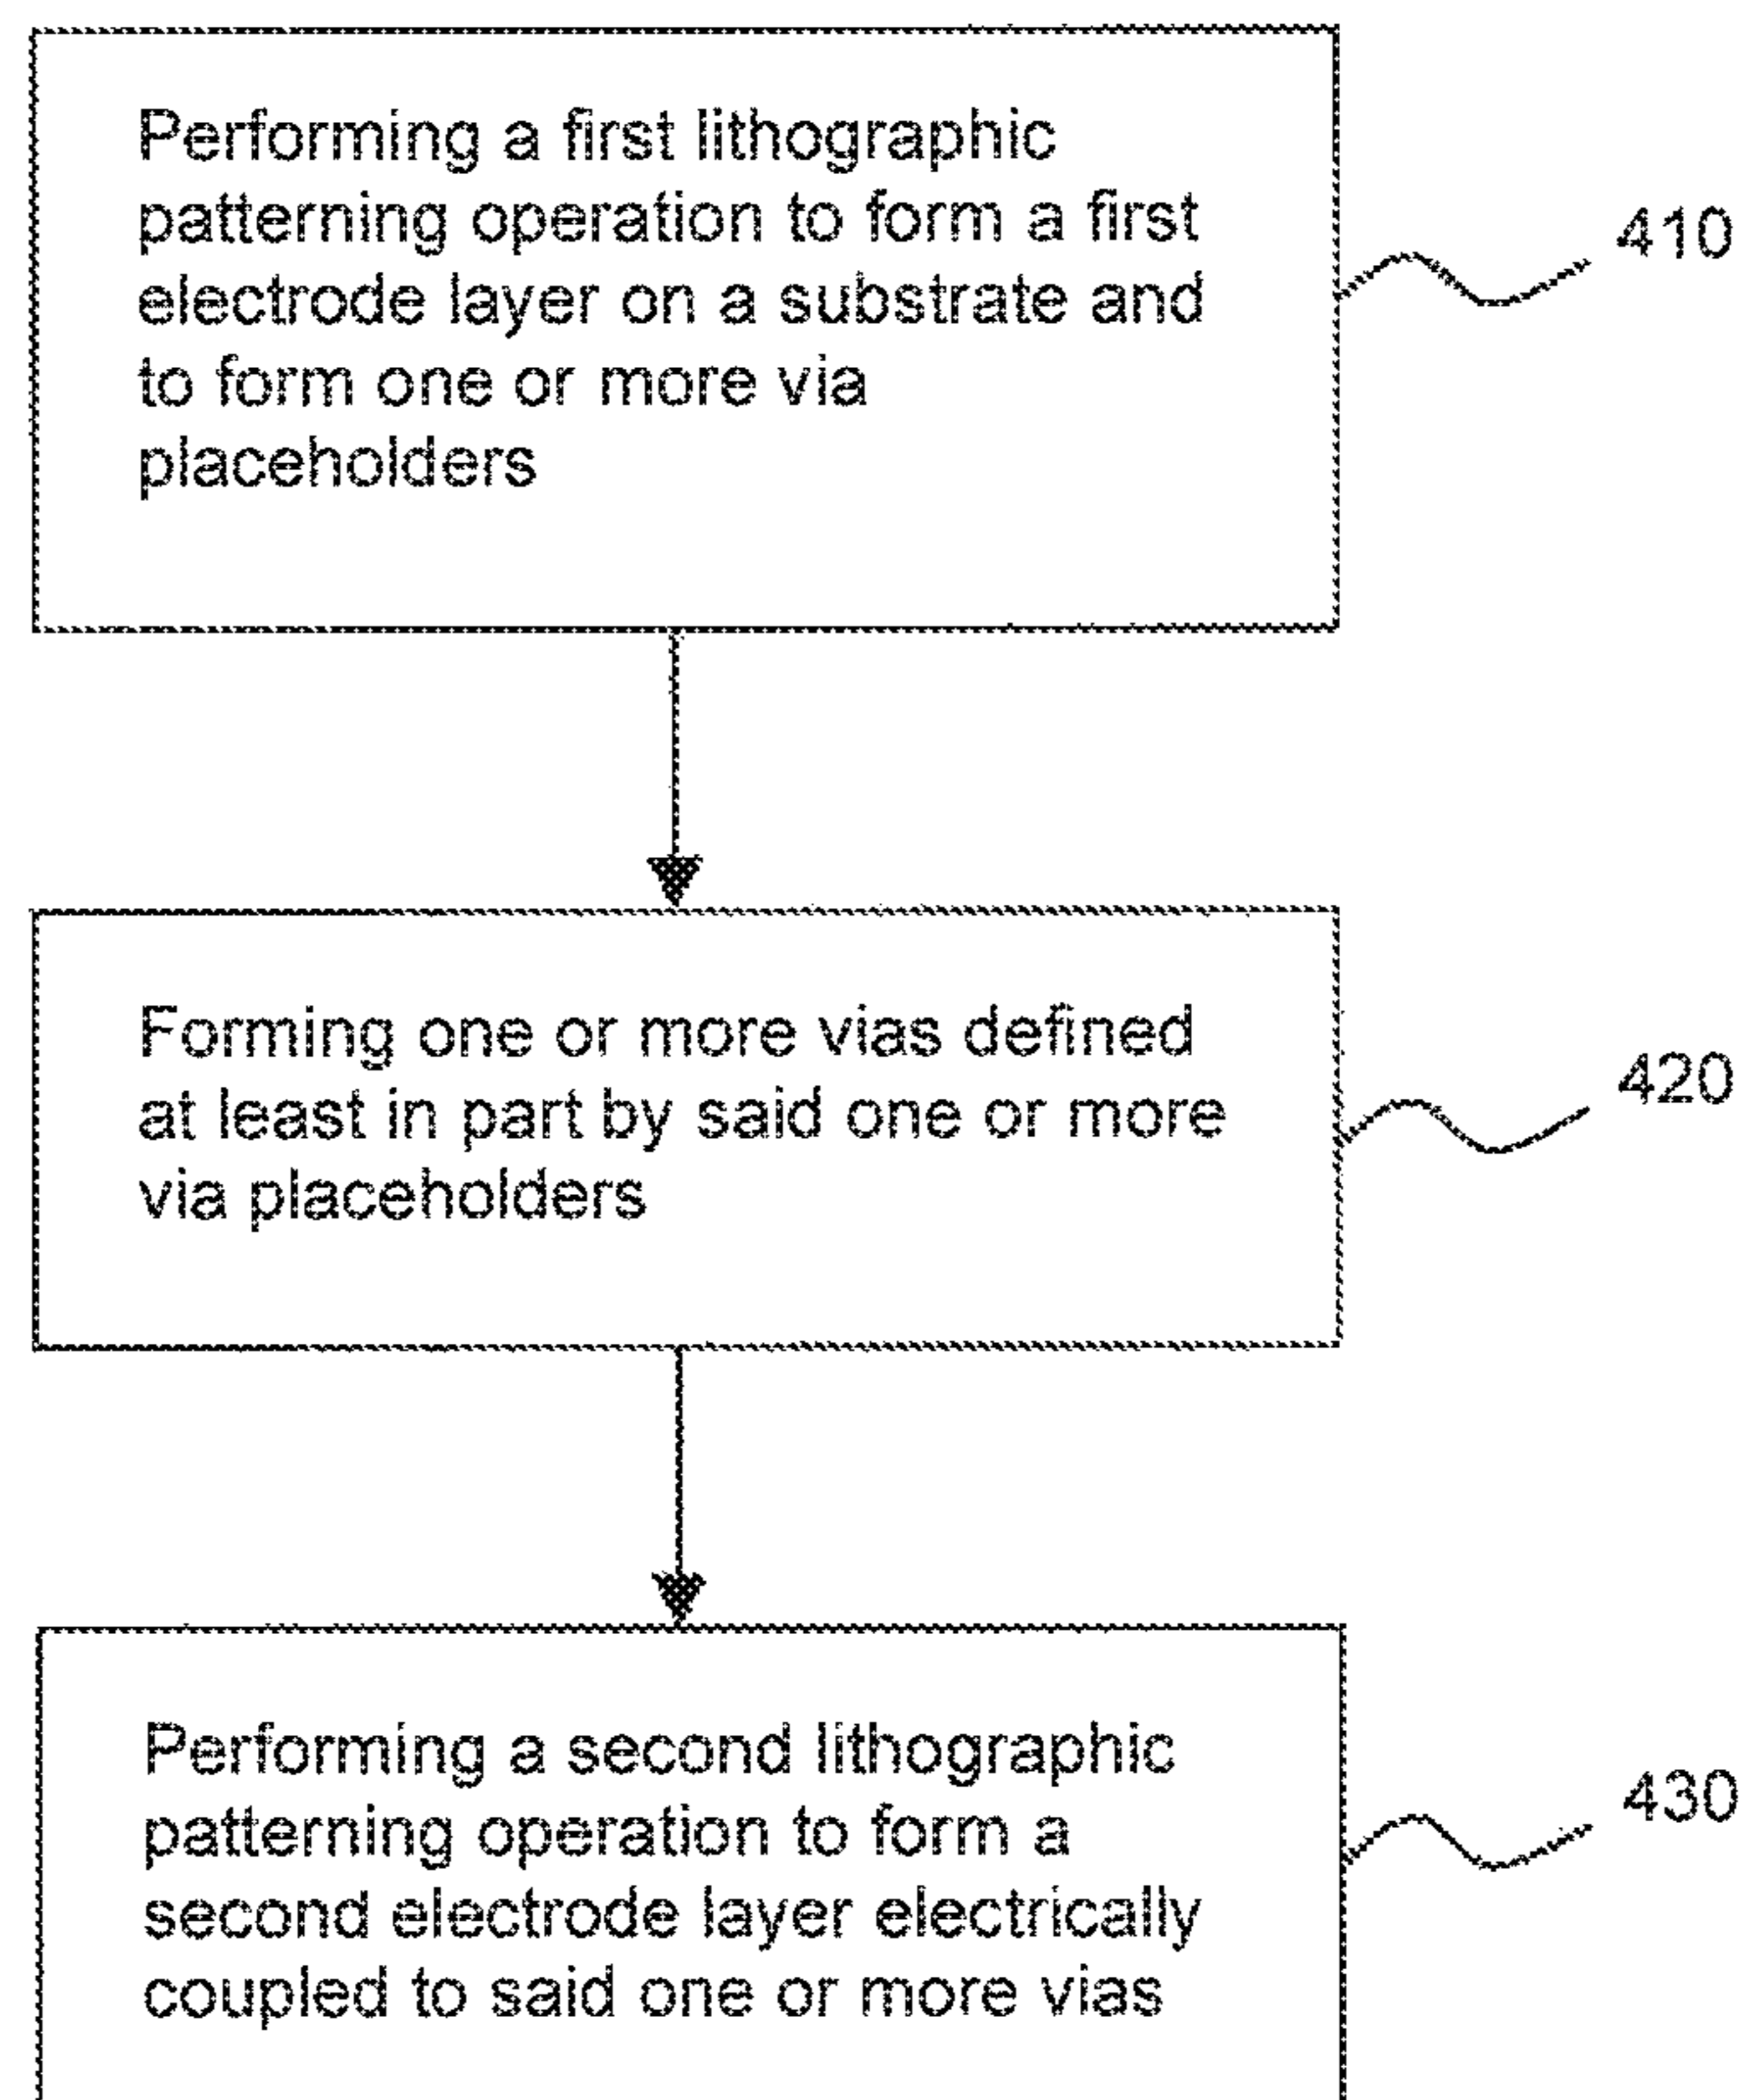 Performing a first lithographic
patterning operation to form a first
electrode layer on a substrate and
to form one or more via
placeholders
410
Forming one or more vias defined
at least in part by said one or more
via placeholders
420
Performing a second lithographic
patterning operation to form a
second electrode layer electrically
coupled to said one or more vias
430